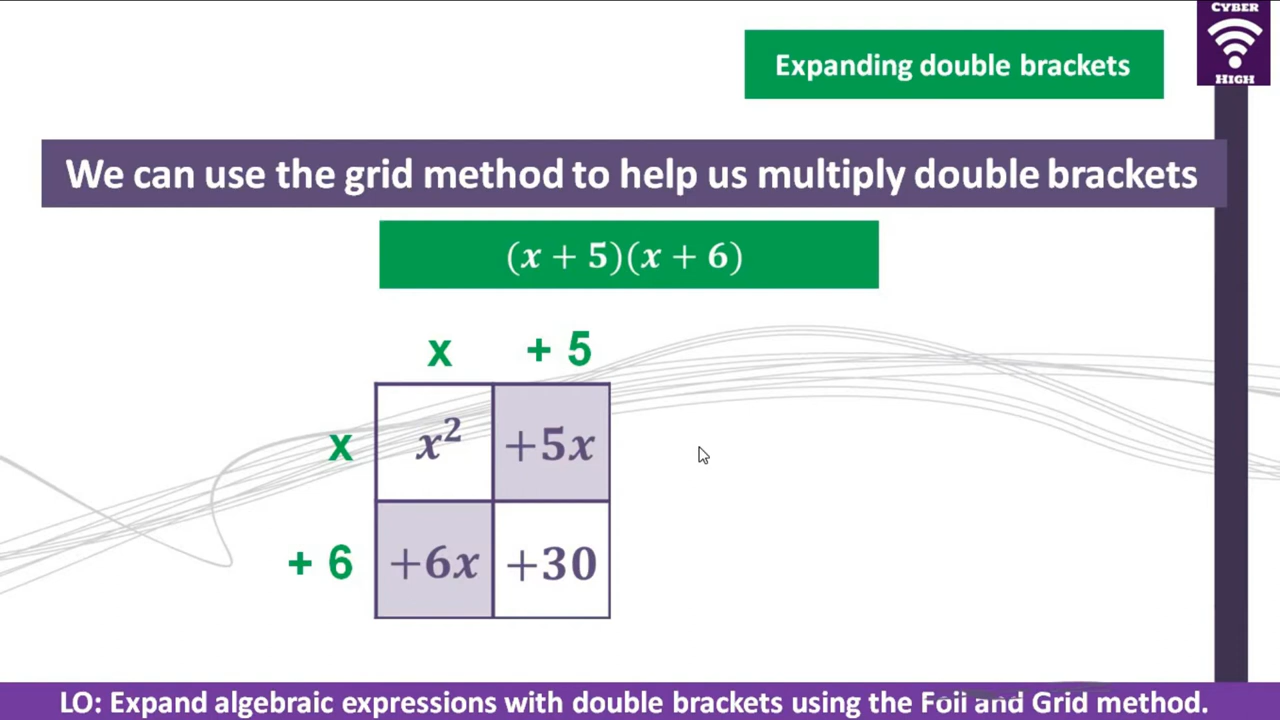 CYBER
HIGH
Expanding double brackets
We can use the grid method to help us multiply double brackets
(x + 5)(x + 6)
x + 5
x x² +5x
+ 6 +6x +30
LO: Expand algebraic expressions with double brackets using the Foil and Grid method.